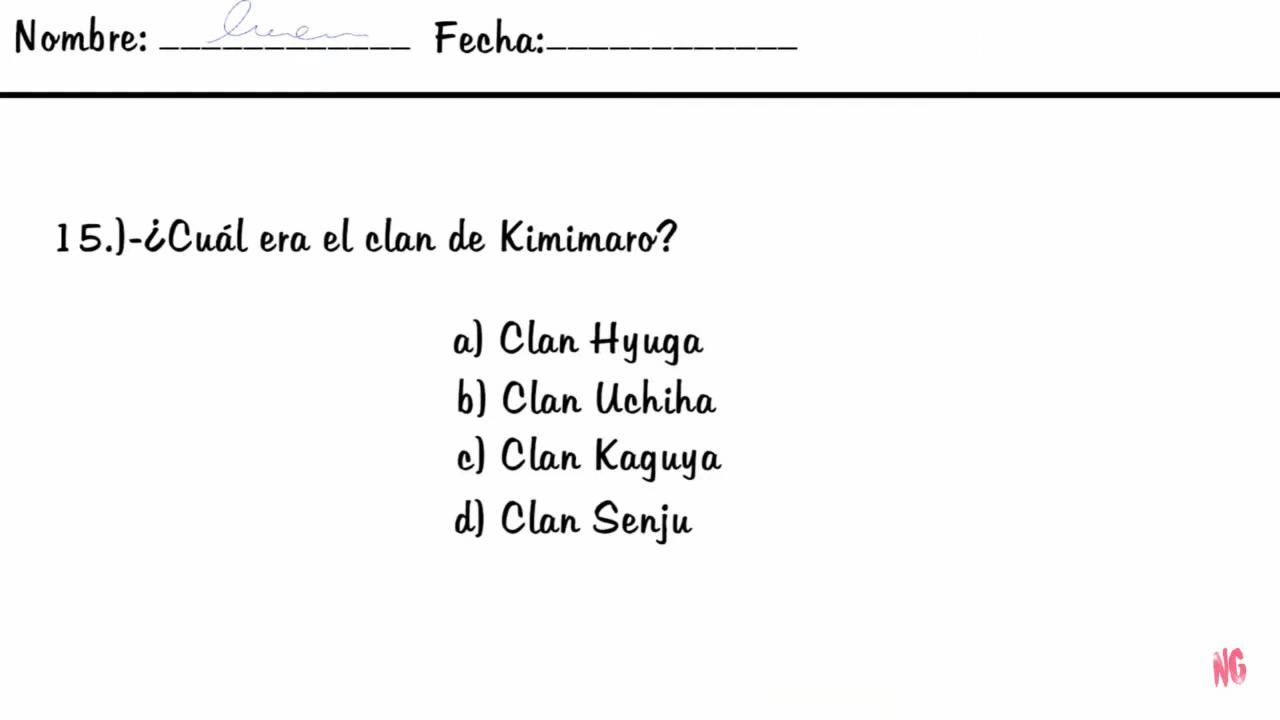 Nombre: ____________ Fecha:____________
15.)-¿Cuál era el clan de Kimimaro?
a) Clan Hyuga
b) Clan Uchiha
c) Clan Kaguya
d) Clan Senju
NG